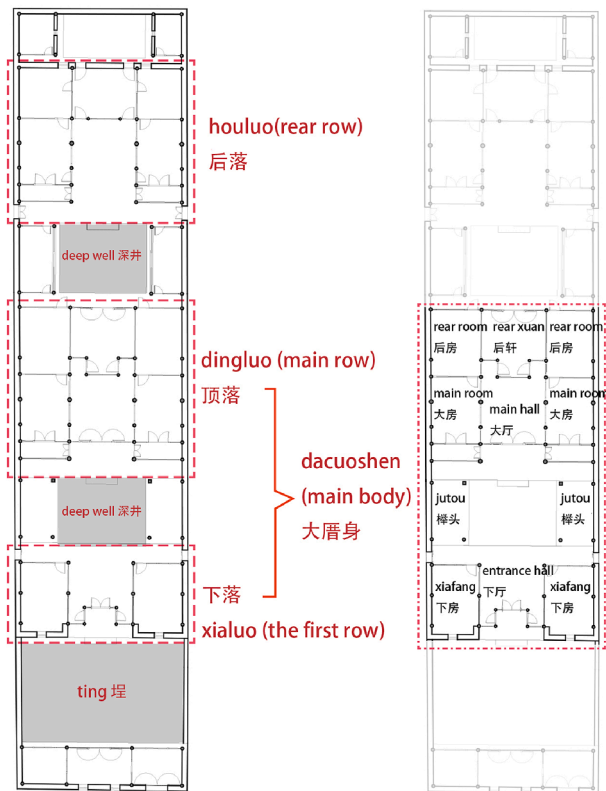 houluo(rear row)
后落
deep well 深井
dingluo (main row)
顶落
dacuoshen
(main body)
大厝身
deep well 深井
下落
xialuo (the first row)
ting 埕
rear room
后房
rear xuan
后轩
rear room
后房
main room
大房
main hall
大厅
main room
大房
jutou
榉头
jutou
榉头
xiafang
下房
entrance hall
下厅
xiafang
下房